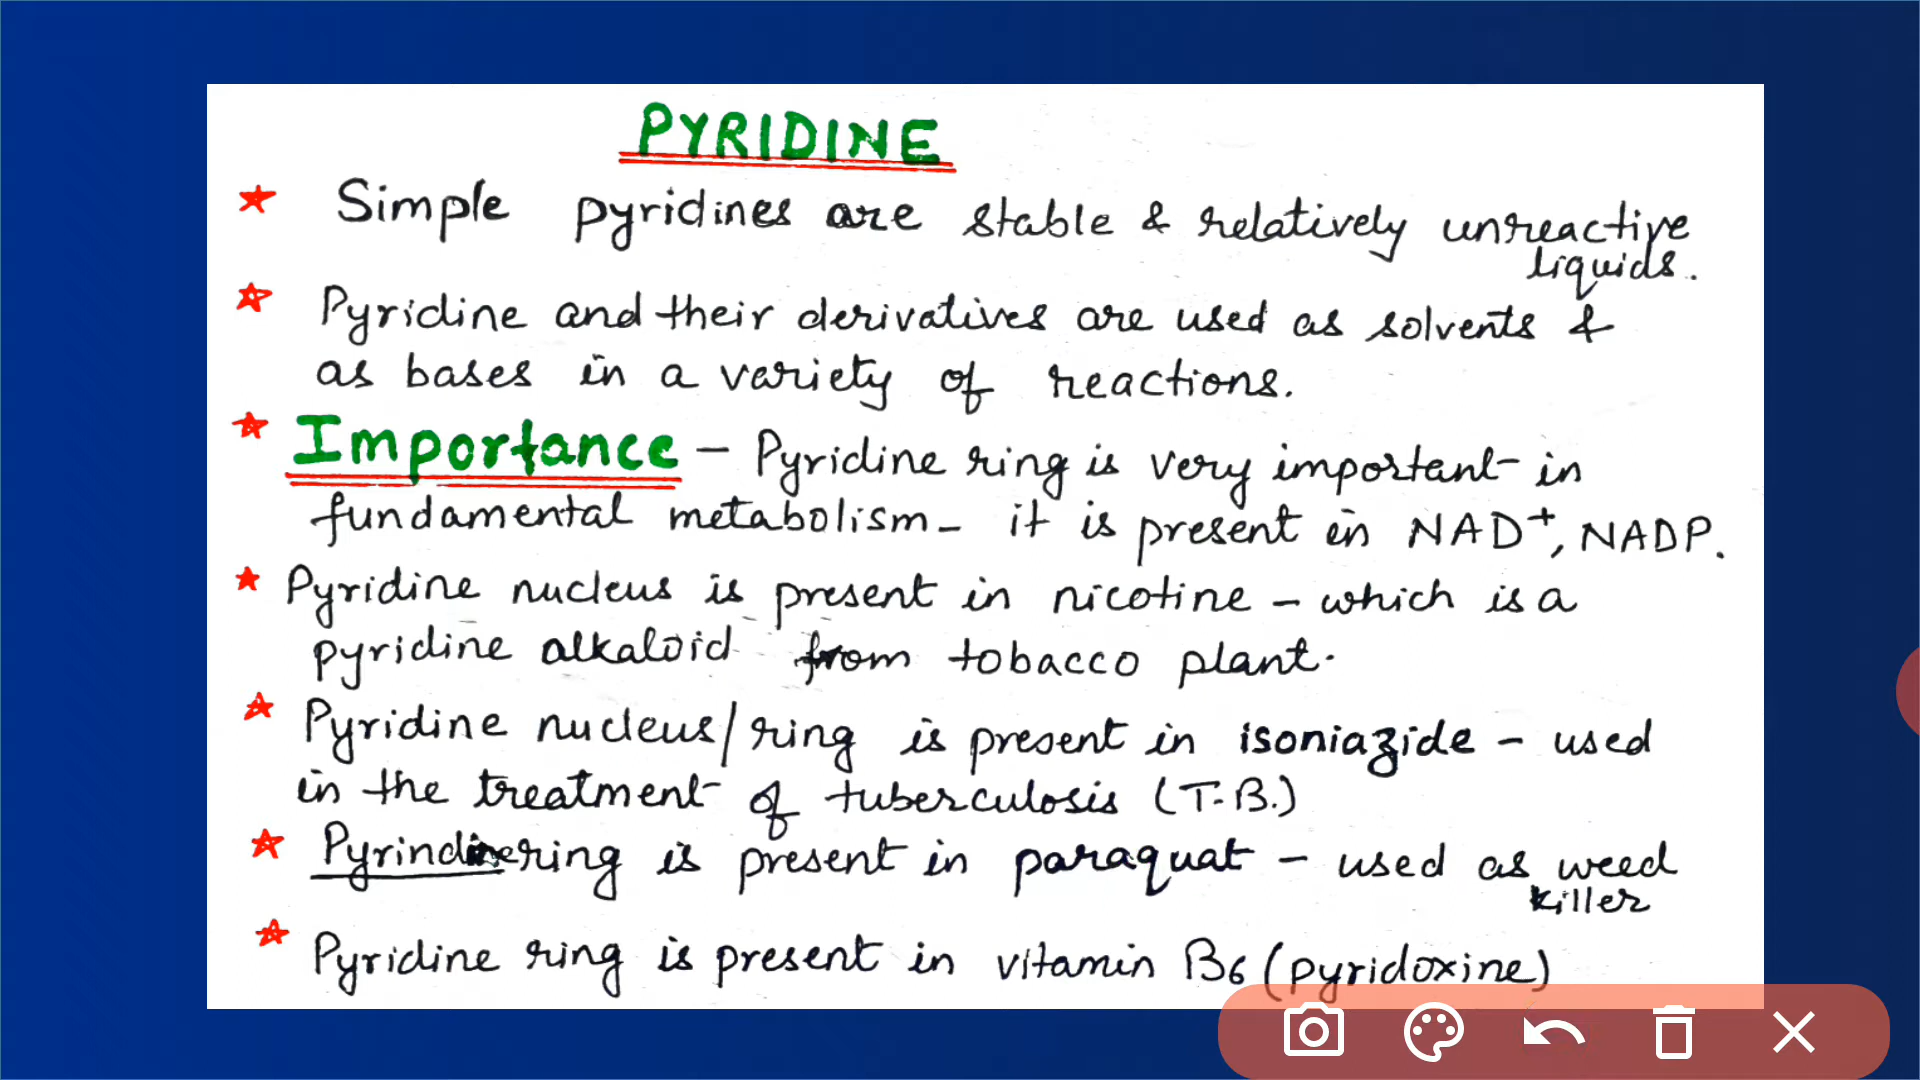 PYRIDINE
★ Simple pyridines are stable & relatively unreactive
liquids.
★ Pyridine and their derivatives are used as solvents &
as bases in a variety of reactions.
★ Importance – Pyridine ring is very important in
fundamental metabolism – it is present in NAD⁺, NADP.
★ Pyridine nucleus is present in nicotine – which is a
pyridine alkaloid from tobacco plant.
★ Pyridine nucleus/ring is present in isoniazide – used
in the treatment of tuberculosis (T.B.)
★ Pyrindine ring is present in paraquat – used as weed
killer
★ Pyridine ring is present in vitamin B6 (pyridoxine)